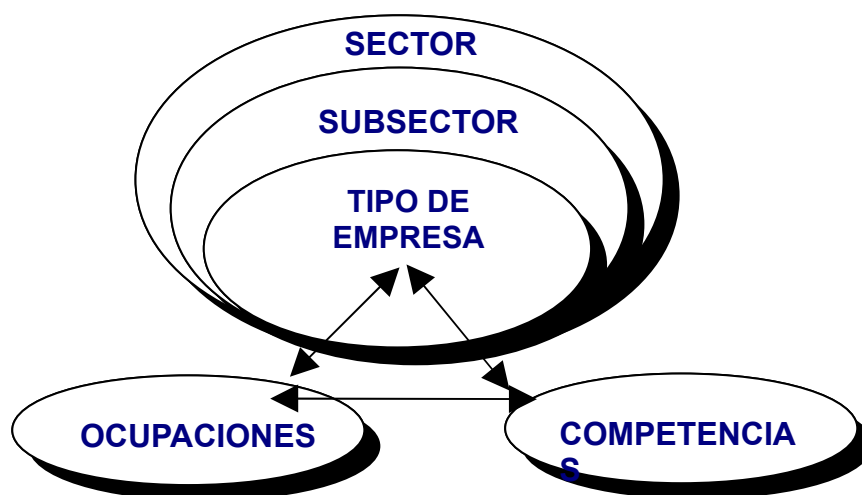 SECTOR
SUBSECTOR
TIPO DE
EMPRESA
OCUPACIONES
COMPETENCIA
S